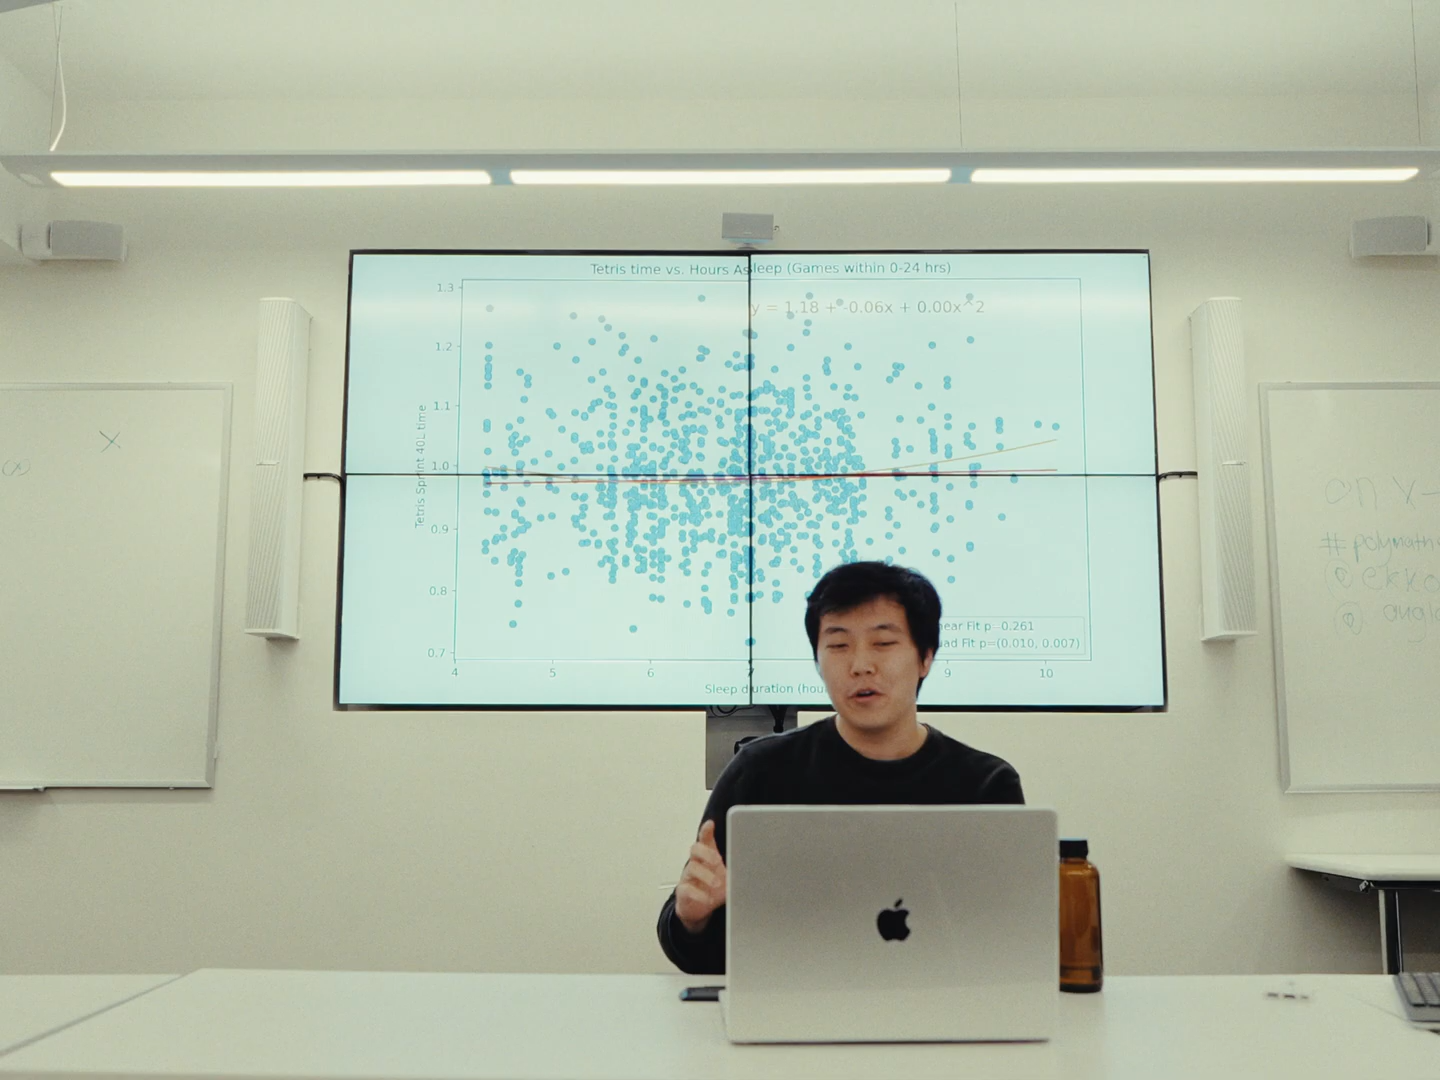 Tetris time vs. Hours Asleep (Games within 0-24 hrs)
y = 1.18 + -0.06x + 0.00x^2
1.3
1.2
1.1
1.0
0.9
0.8
0.7
Tetris Sprint 40L time
4
5
6
7
9
10
Sleep duration (hou
near Fit p=0.261
uad Fit p=(0.010, 0.007)
X
on
#polymath